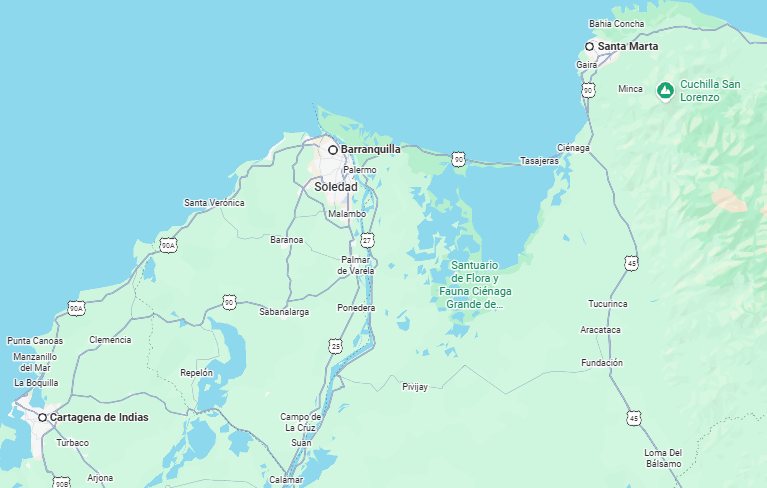 Bahia Concha
Santa Marta
Gaira
90
Minca
Cuchilla San
Lorenzo
Barranquilla
Ciénaga
90
Tasajeras
Palermo
Soledad
Santa Verónica
Malambo
Baranoa
27
90A
Palmar
de Varela
Santuario
de Flora y
Fauna Ciénaga
Grande de...
45
90
Sabanalarga
Ponedera
Tucurinca
90A
Punta Canoas
Clemencia
Aracataca
Manzanillo
del Mar
25
La Boquilla
Repelón
Fundación
Pivijay
Cartagena de Indias
Campo de
La Cruz
45
Turbaco
Suan
Loma Del
Bálsamo
90B
Arjona
Calamar